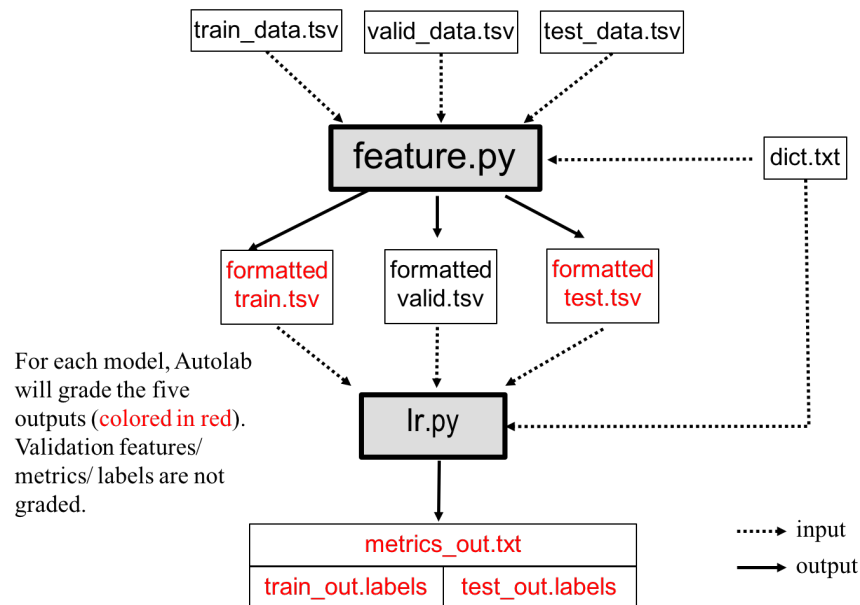 train_data.tsv
valid_data.tsv
test_data.tsv
feature.py
dict.txt
formatted
train.tsv
formatted
valid.tsv
formatted
test.tsv
For each model, Autolab
will grade the five
outputs (colored in red).
Validation features/
metrics/ labels are not
graded.
lr.py
metrics_out.txt
train_out.labels
test_out.labels
input
output